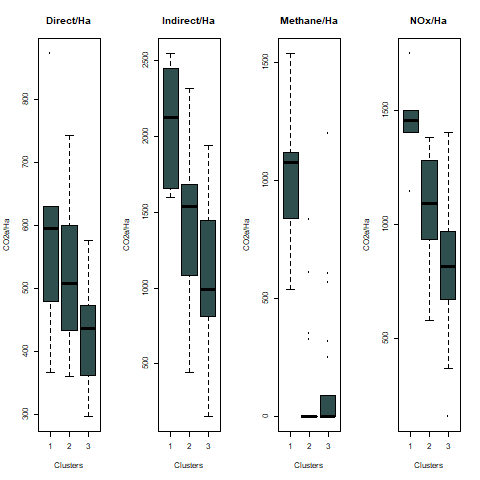 Direct/Ha
Indirect/Ha
Methane/Ha
NOx/Ha
CO2e/Ha
300
400
500
600
700
800
1
2
3
Clusters
CO2e/Ha
500
1000
1500
2000
2500
1
2
3
Clusters
CO2e/Ha
0
500
1000
1500
1
2
3
Clusters
CO2e/Ha
500
1000
1500
1
2
3
Clusters